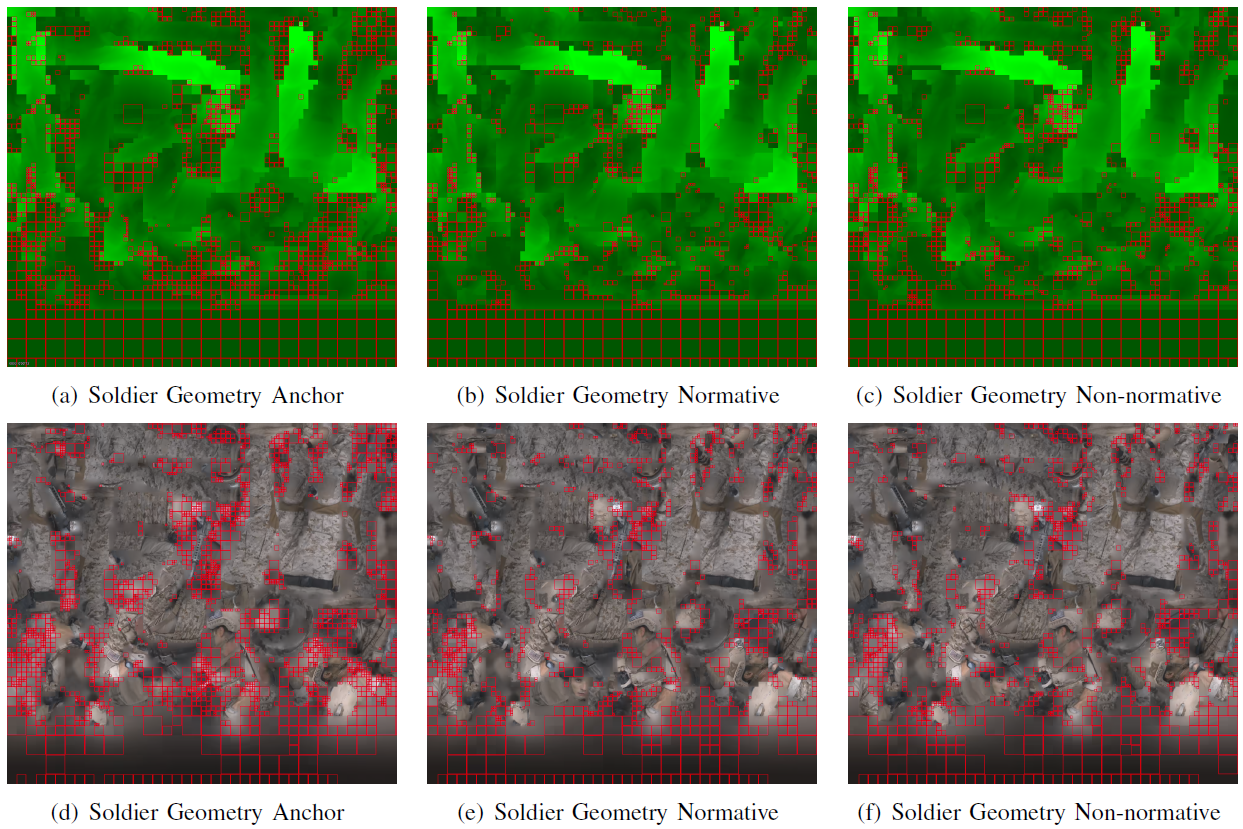 (a) Soldier Geometry Anchor
(b) Soldier Geometry Normative
(c) Soldier Geometry Non-normative
(d) Soldier Geometry Anchor
(e) Soldier Geometry Normative
(f) Soldier Geometry Non-normative